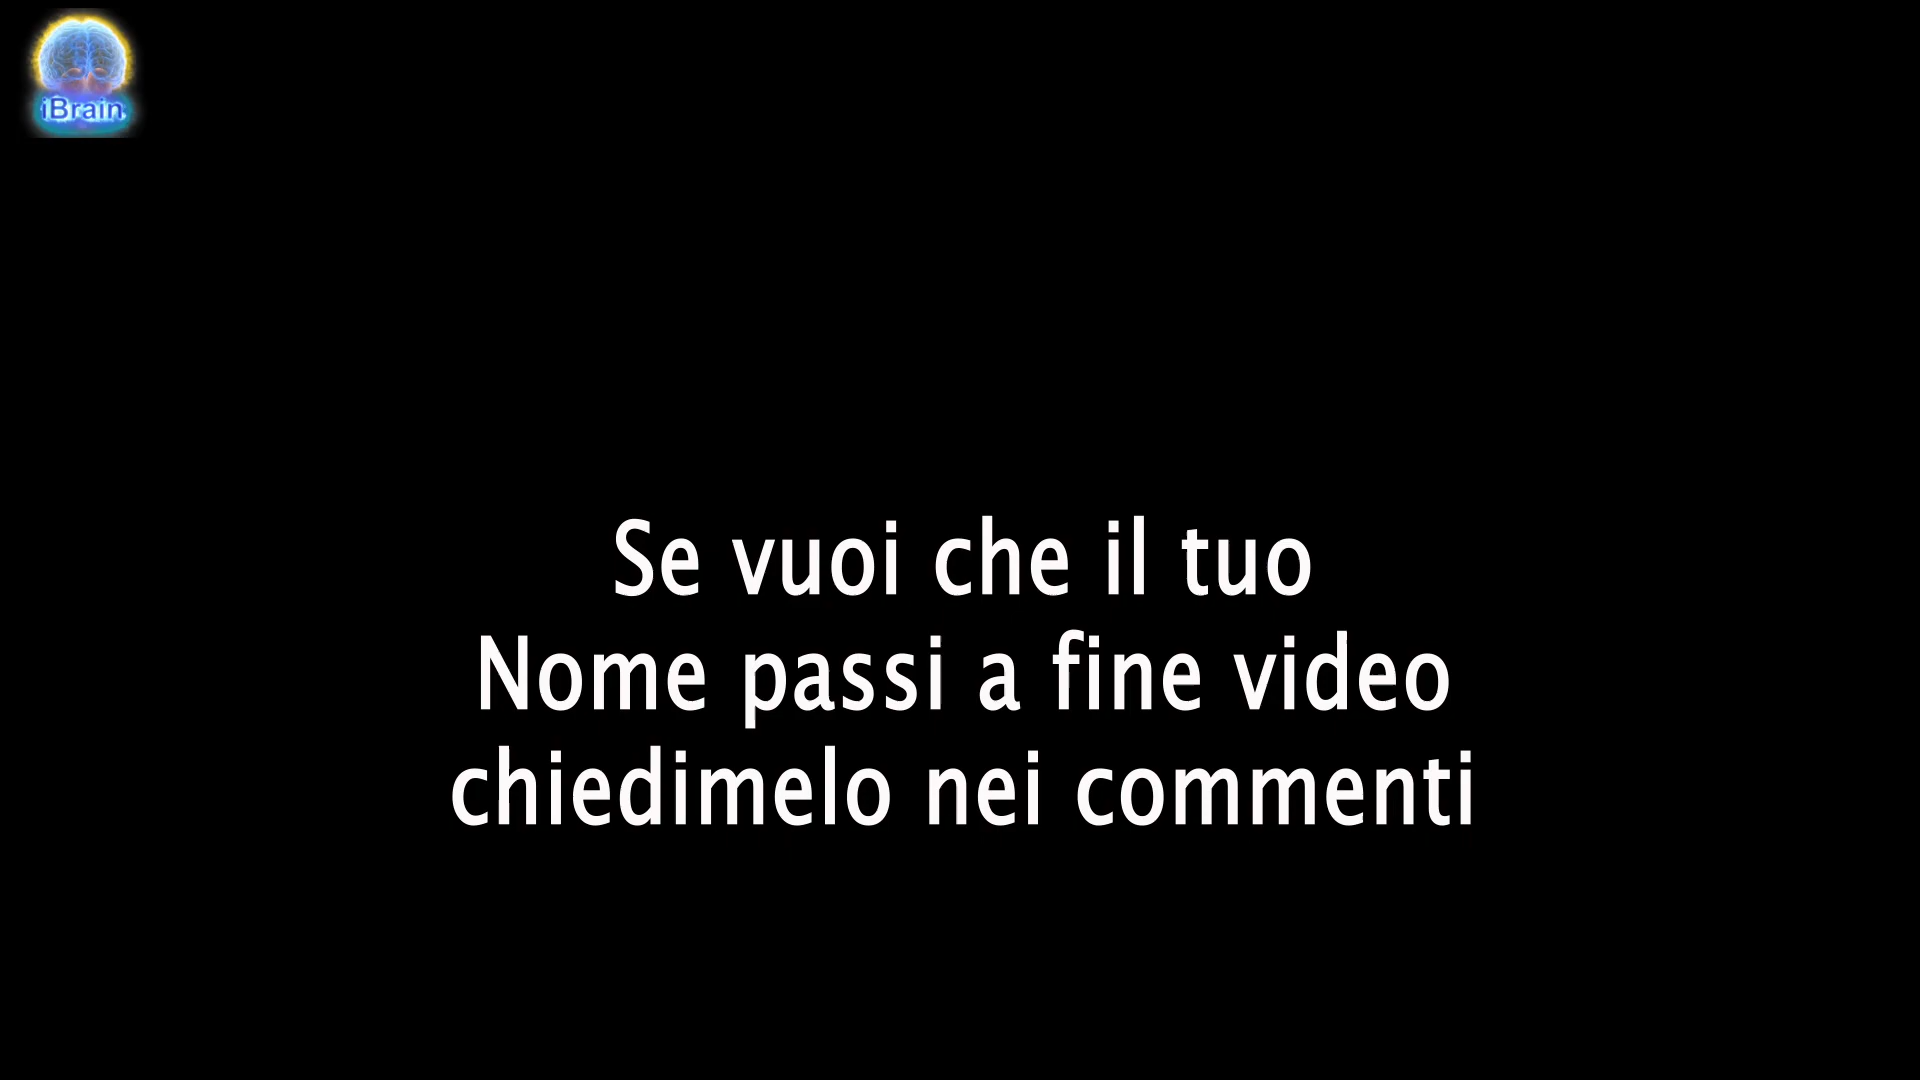 iBrain
Se vuoi che il tuo
Nome passi a fine video
chiedimelo nei commenti